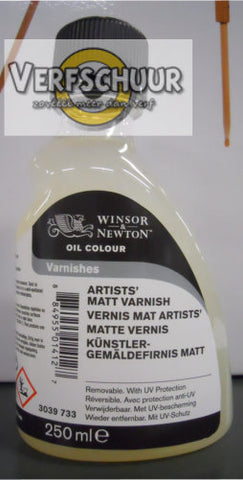 VERFSCHUUR
zoveel meer dan verf
WINSOR
&
NEWTON
OIL COLOUR
Varnishes
ARTISTS'
MATT VARNISH
VERNIS MAT ARTISTS'
MATTE VERNIS
KÜNSTLER-
GEMÄLDEFIRNIS MATT
Removable. With UV Protection
Réversible. Avec protection anti-UV
Verwijderbaar. Met UV-bescherming
Wieder entfernbar. Mit UV-Schutz
3039 733
250 ml e